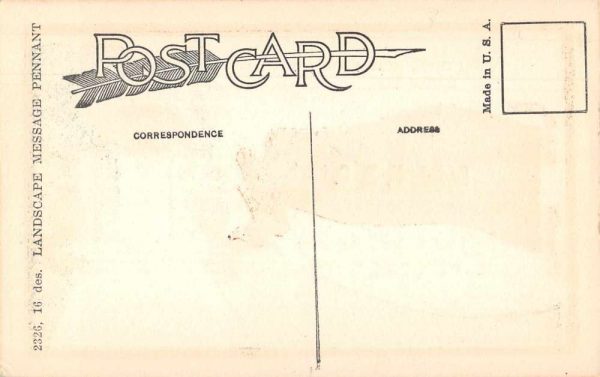 POST CARD
CORRESPONDENCE
ADDRESS
Made in U. S. A.
2326, 16 des. LANDSCAPE MESSAGE PENNANT